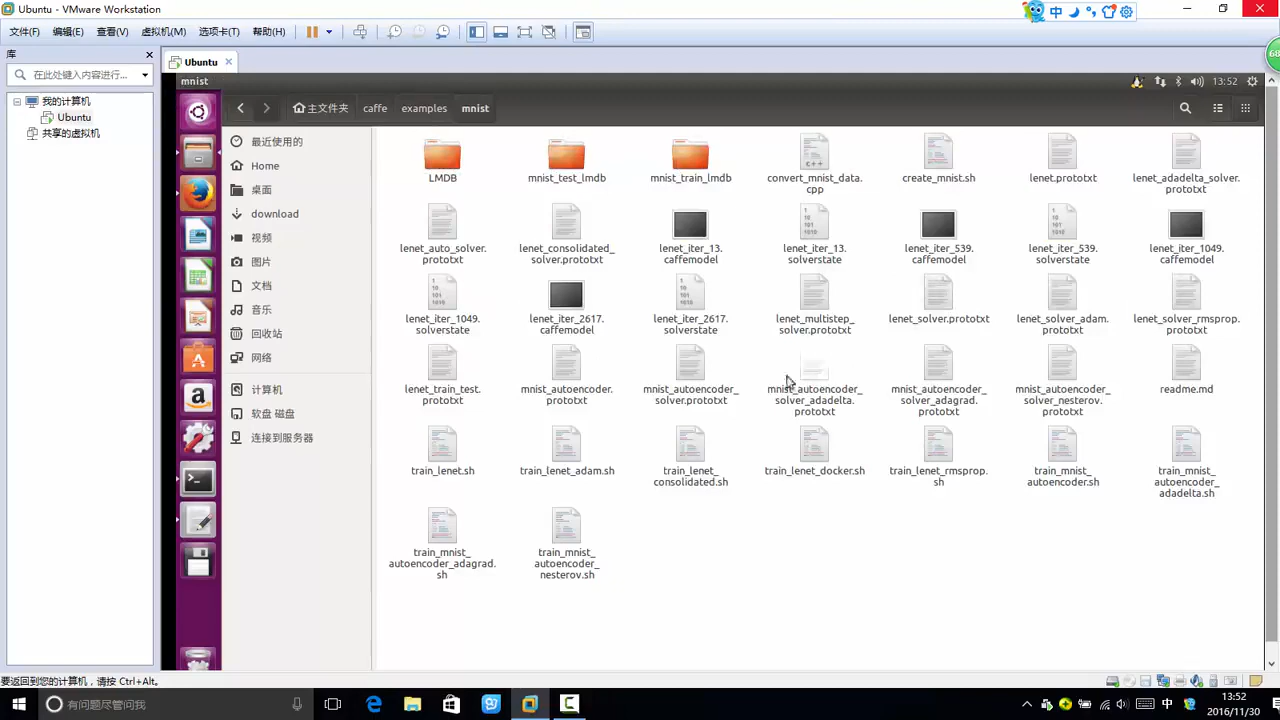 Ubuntu - VMware Workstation
中
文件(F) 编辑(E) 查看(V) 虚拟机(M) 选项卡(T) 帮助(H)
库
在此处键入内容进行...
我的计算机
Ubuntu
共享的虚拟机
Ubuntu
68
mnist
13:52
主文件夹 caffe examples mnist
最近使用的
Home
桌面
download
视频
图片
文档
音乐
回收站
网络
计算机
软盘 磁盘
连接到服务器
LMDB
mnist_test_lmdb
mnist_train_lmdb
convert_mnist_data.
cpp
create_mnist.sh
lenet.prototxt
lenet_adadelta_solver.
prototxt
lenet_auto_solver.
prototxt
lenet_consolidated_
solver.prototxt
lenet_iter_13.
caffemodel
lenet_iter_13.
solverstate
lenet_iter_539.
caffemodel
lenet_iter_539.
solverstate
lenet_iter_1049.
caffemodel
lenet_iter_1049.
solverstate
lenet_iter_2617.
caffemodel
lenet_iter_2617.
solverstate
lenet_multistep_
solver.prototxt
lenet_solver.prototxt
lenet_solver_adam.
prototxt
lenet_solver_rmsprop.
prototxt
lenet_train_test.
prototxt
mnist_autoencoder.
prototxt
mnist_autoencoder_
solver.prototxt
mnist_autoencoder_
solver_adadelta.
prototxt
mnist_autoencoder_
solver_adagrad.
prototxt
mnist_autoencoder_
solver_nesterov.
prototxt
readme.md
train_lenet.sh
train_lenet_adam.sh
train_lenet_
consolidated.sh
train_lenet_docker.sh
train_lenet_rmsprop.
sh
train_mnist_
autoencoder.sh
train_mnist_
autoencoder_
adadelta.sh
train_mnist_
autoencoder_adagrad.
sh
train_mnist_
autoencoder_
nesterov.sh
要返回到您的计算机，请按 Ctrl+Alt。
有问题尽管问我
中
13:52
2016/11/30